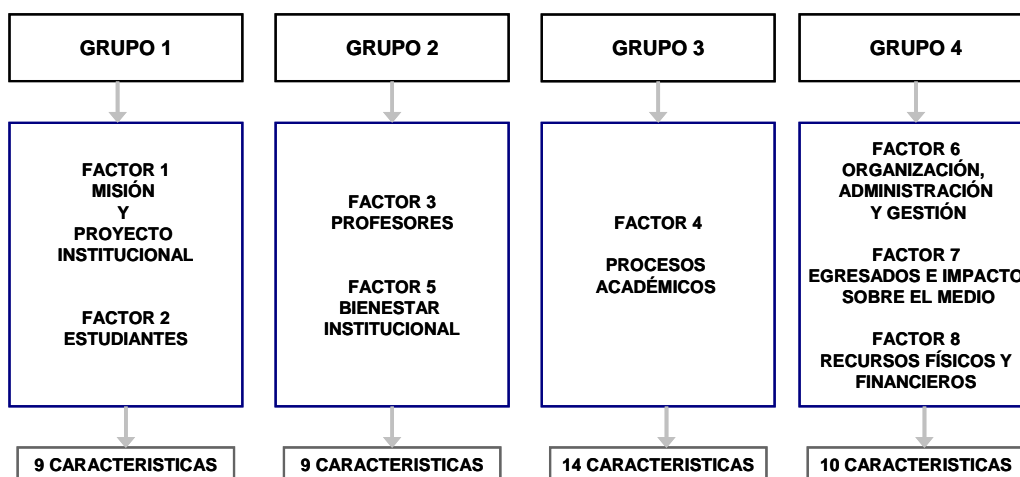 GRUPO 1
GRUPO 2
GRUPO 3
GRUPO 4
FACTOR 1
MISIÓN
Y
PROYECTO
INSTITUCIONAL
FACTOR 2
ESTUDIANTES
FACTOR 3
PROFESORES
FACTOR 5
BIENESTAR
INSTITUCIONAL
FACTOR 4
PROCESOS
ACADÉMICOS
FACTOR 6
ORGANIZACIÓN,
ADMINISTRACIÓN
Y GESTIÓN
FACTOR 7
EGRESADOS E IMPACTO
SOBRE EL MEDIO
FACTOR 8
RECURSOS FÍSICOS Y
FINANCIEROS
9 CARACTERISTICAS
9 CARACTERISTICAS
14 CARACTERISTICAS
10 CARACTERISTICAS